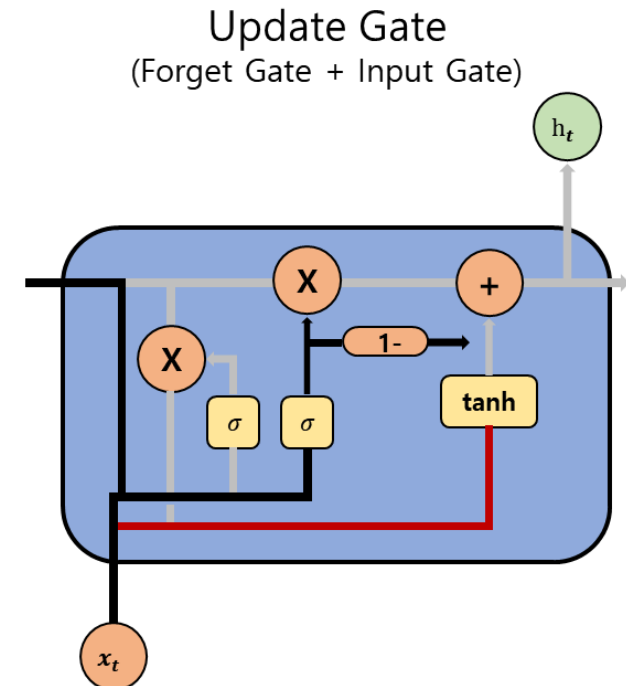 Update Gate
(Forget Gate + Input Gate)
h𝑡
X
+
1-
X
σ
σ
tanh
x𝑡